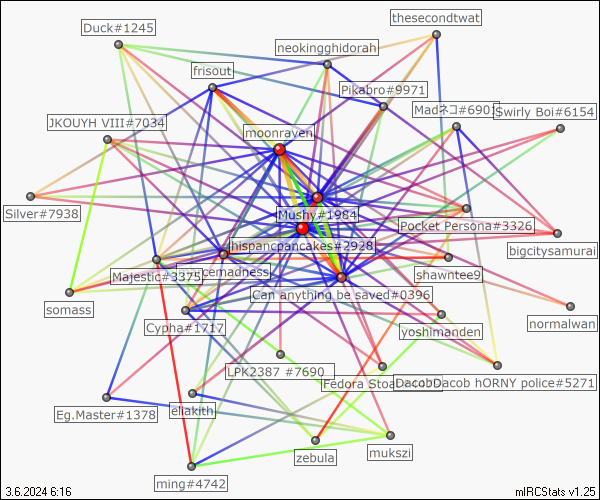 thesecondtwat
Duck#1245
neokingghidorah
frisout
Pikabro#9971
Madネコ#690
Swirly Boi#6154
JKOUYH VIII#7034
moonraven
Silver#7938
Mushy#1984
Pocket Persona#3326
hispancpancakes#2928
bigcitysamurai
Majestic#3375
cemadness
shawntee9
Can anything be saved#0396
somass
normalwan
Cypha#1717
yoshimanden
LPK2387 #7690
Fedora Stoa
DacobDacob hORNY police#5271
Eg.Master#1378
eliakith
mukszi
zebula
ming#4742
3.6.2024 6:16
mIRCStats v1.25